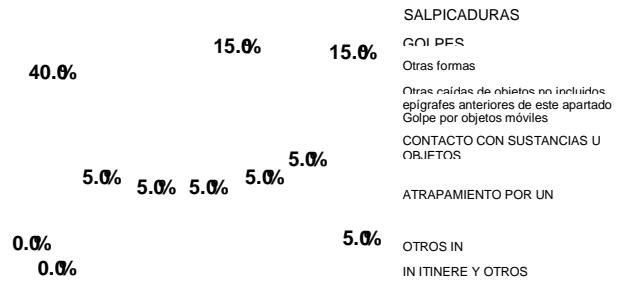 SALPICADURAS
15.0% 15.0% GOLPES
40.0% Otras formas
Otras caídas de objetos no incluidos
epígrafes anteriores de este apartado
Golpe por objetos móviles
CONTACTO CON SUSTANCIAS U
OBJETOS
5.0%
5.0% 5.0% 5.0% 5.0%
ATRAPAMIENTO POR UN
0.0% 5.0% OTROS IN
0.0% IN ITINERE Y OTROS